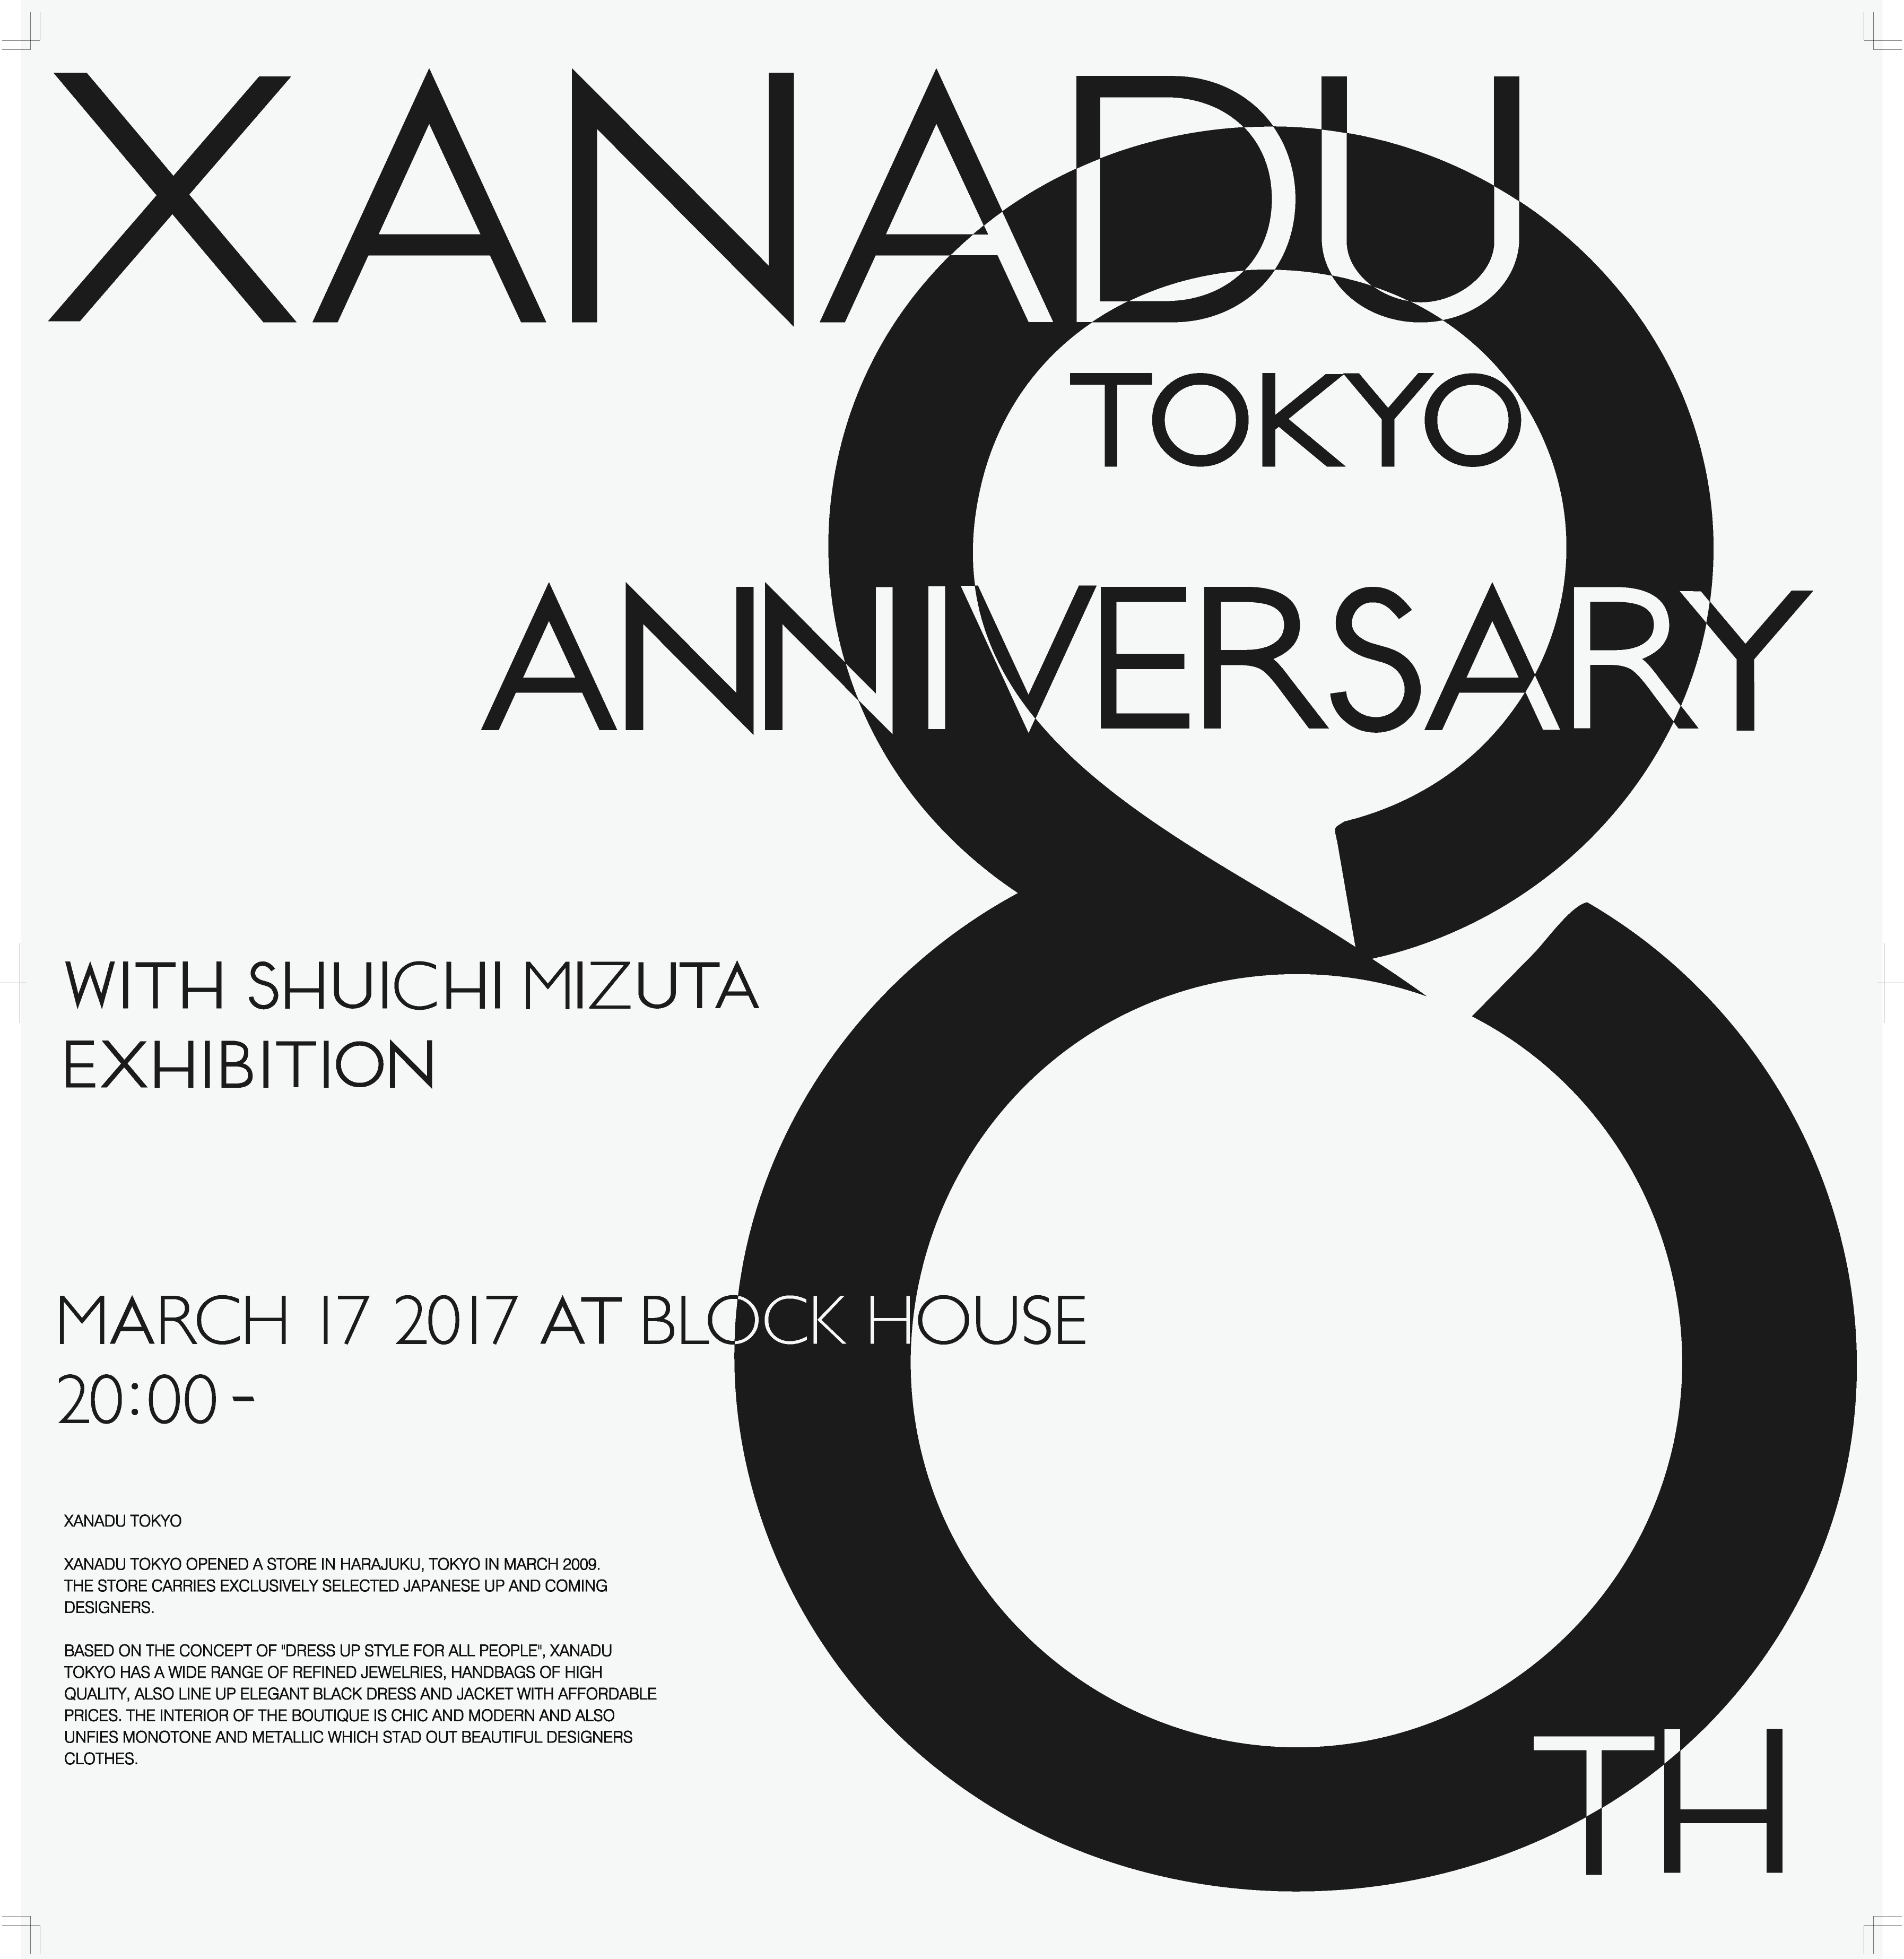 XANADU
TOKYO
ANNIVERSARY
8
WITH SHUICHI MIZUTA
EXHIBITION
MARCH 17 2017 AT BLOCK HOUSE
20:00-
XANADU TOKYO
XANADU TOKYO OPENED A STORE IN HARAJUKU, TOKYO IN MARCH 2009.
THE STORE CARRIES EXCLUSIVELY SELECTED JAPANESE UP AND COMING
DESIGNERS.
BASED ON THE CONCEPT OF "DRESS UP STYLE FOR ALL PEOPLE", XANADU
TOKYO HAS A WIDE RANGE OF REFINED JEWELRIES, HANDBAGS OF HIGH
QUALITY, ALSO LINE UP ELEGANT BLACK DRESS AND JACKET WITH AFFORDABLE
PRICES. THE INTERIOR OF THE BOUTIQUE IS CHIC AND MODERN AND ALSO
UNFIES MONOTONE AND METALLIC WHICH STAD OUT BEAUTIFUL DESIGNERS
CLOTHES.
TH